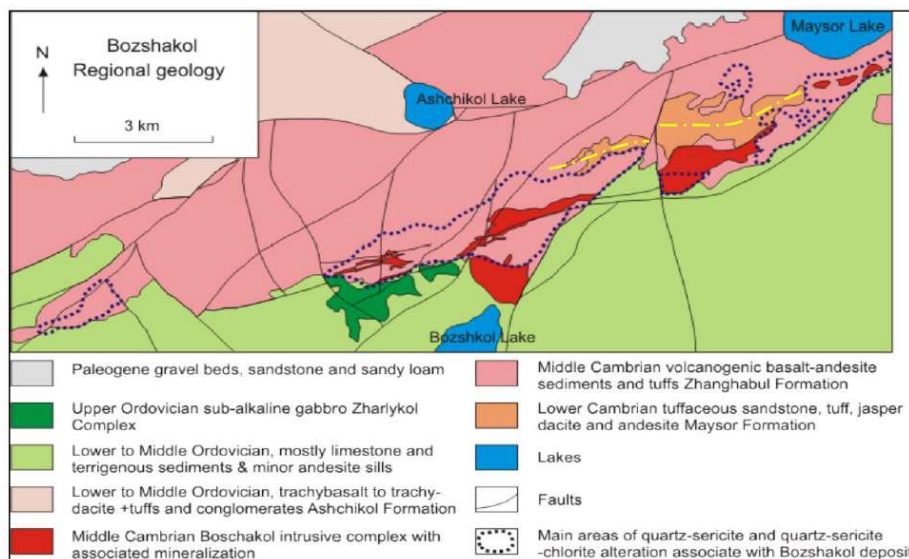 Bozshakol
Regional geology
N
3 km
Maysor Lake
Ashchikol Lake
Bozshkol Lake
Paleogene gravel beds, sandstone and sandy loam
Upper Ordovician sub-alkaline gabbro Zharlykol
Complex
Lower to Middle Ordovician, mostly limestone and
terrigenous sediments & minor andesite sills
Lower to Middle Ordovician, trachybasalt to trachy-
dacite +tuffs and conglomerates Ashchikol Formation
Middle Cambrian Boschakol intrusive complex with
associated mineralization
Middle Cambrian volcanogenic basalt-andesite
sediments and tuffs Zhanghabul Formation
Lower Cambrian tuffaceous sandstone, tuff, jasper
dacite and andesite Maysor Formation
Lakes
Faults
Main areas of quartz-sericite and quartz-sericite
-chlorite alteration associate with Bozshakol deposit